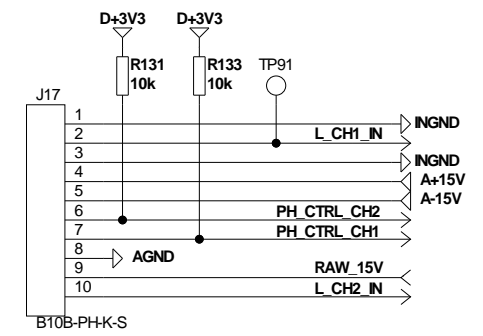 D+3V3 D+3V3
R131 R133 TP91
10k 10k
J17
1 INGND
2 L_CH1_IN
3 INGND
4 A+15V
5 A-15V
6 PH_CTRL_CH2
7 PH_CTRL_CH1
8 AGND
9 RAW_15V
10 L_CH2_IN
B10B-PH-K-S